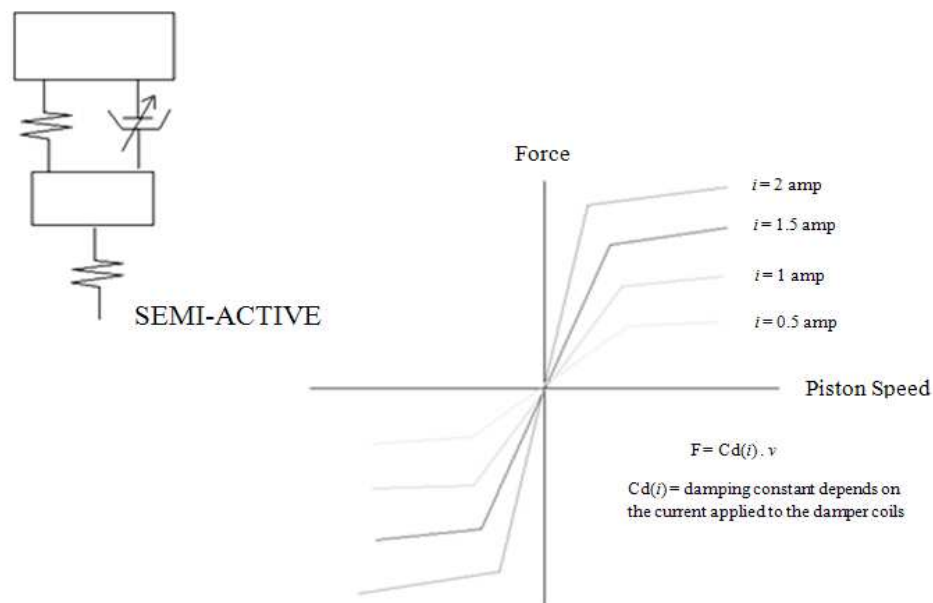 SEMI-ACTIVE
Force
i = 2 amp
i = 1.5 amp
i = 1 amp
i = 0.5 amp
Piston Speed
F = Cd(i) . v
Cd(i) = damping constant depends on
the current applied to the damper coils